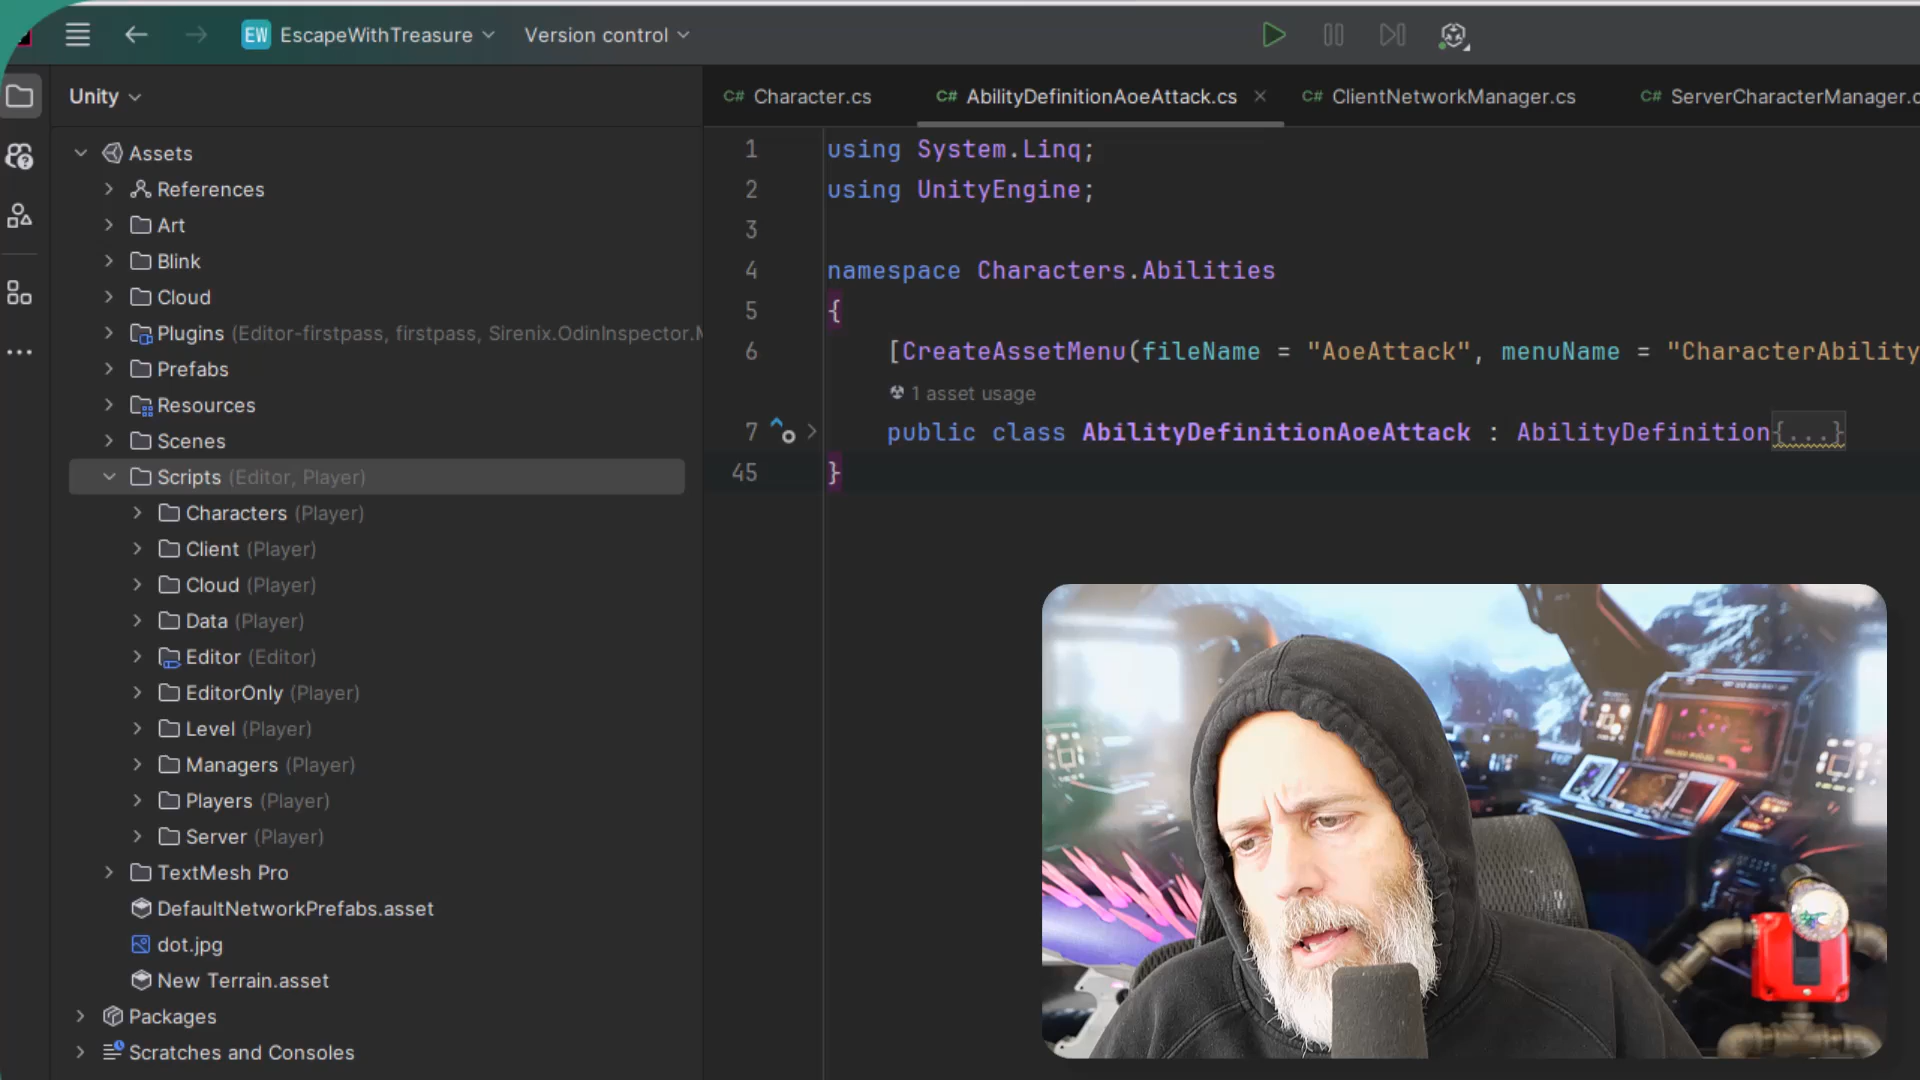 EW EscapeWithTreasure Version control
Unity
C# Character.cs C# AbilityDefinitionAoeAttack.cs C# ClientNetworkManager.cs C# ServerCharacterManager.c
Assets
References
Art
Blink
Cloud
Plugins (Editor-firstpass, firstpass, Sirenix.OdinInspector.M
Prefabs
Resources
Scenes
Scripts (Editor, Player)
Characters (Player)
Client (Player)
Cloud (Player)
Data (Player)
Editor (Editor)
EditorOnly (Player)
Level (Player)
Managers (Player)
Players (Player)
Server (Player)
TextMesh Pro
DefaultNetworkPrefabs.asset
dot.jpg
New Terrain.asset
Packages
Scratches and Consoles
1 using System.Linq;
2 using UnityEngine;
3
4 namespace Characters.Abilities
5 {
6 [CreateAssetMenu(fileName = "AoeAttack", menuName = "CharacterAbility
1 asset usage
7 public class AbilityDefinitionAoeAttack : AbilityDefinition{...}
45 }